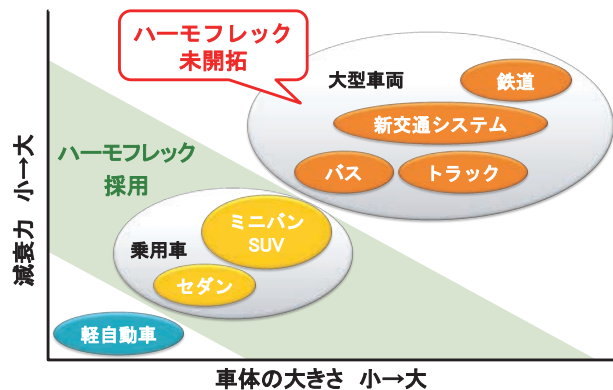 ハーモフレック
未開拓
大型車両
鉄道
新交通システム
バス
トラック
ハーモフレック
採用
ミニバン
SUV
乗用車
セダン
軽自動車
減衰力 小→大
車体の大きさ 小→大